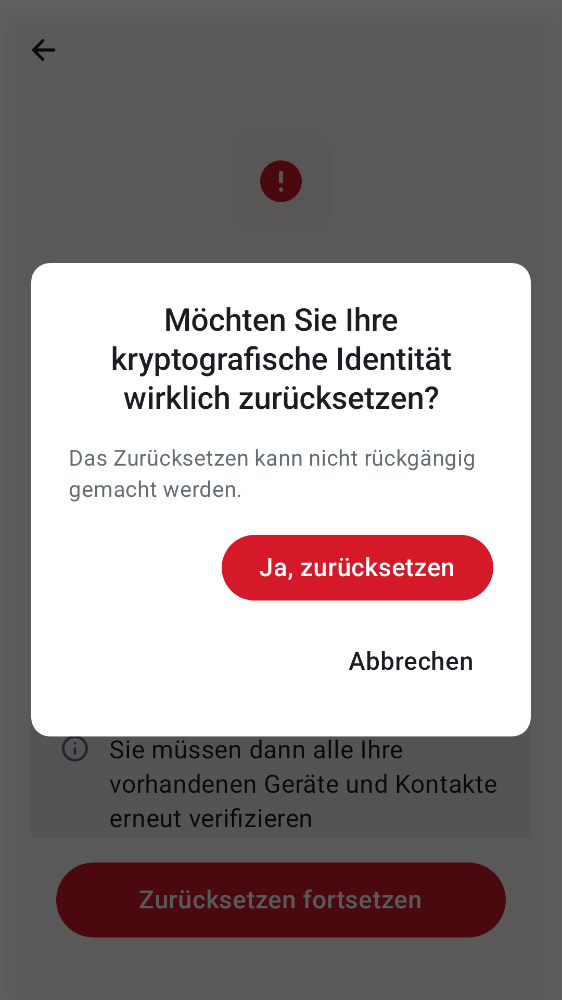 Möchten Sie Ihre
kryptografische Identität
wirklich zurücksetzen?
Das Zurücksetzen kann nicht rückgängig
gemacht werden.
Ja, zurücksetzen
Abbrechen
Sie müssen dann alle Ihre
vorhandenen Geräte und Kontakte
erneut verifizieren
Zurücksetzen fortsetzen